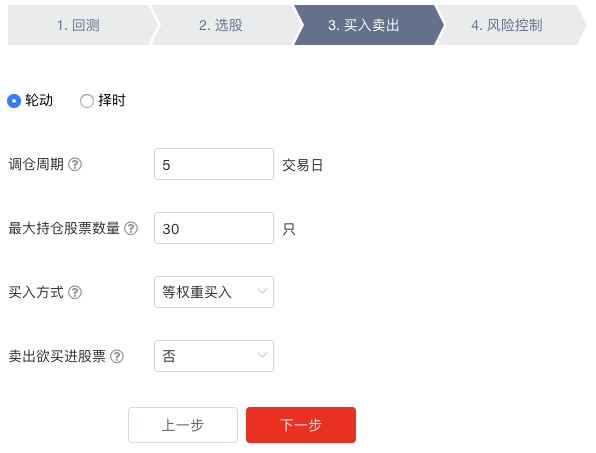 1. 回测 2. 选股 3. 买入卖出 4. 风险控制
轮动 择时
调仓周期 ? 5 交易日
最大持仓股票数量 ? 30 只
买入方式 ? 等权重买入
卖出欲买进股票 ? 否
上一步 下一步